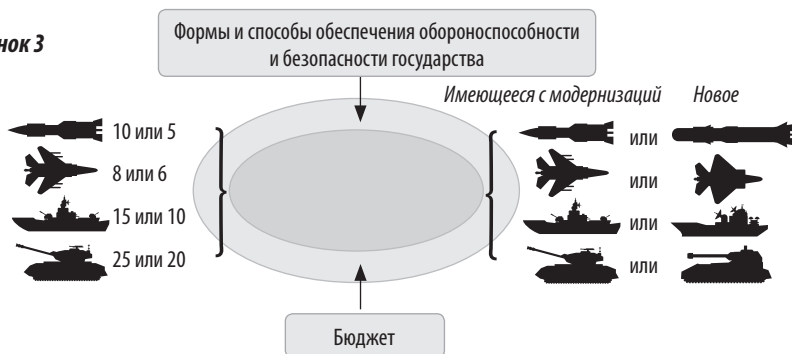 нок 3
Формы и способы обеспечения обороноспособности
и безопасности государства
Имеющееся с модернизаций Новое
10 или 5
или
8 или 6
или
15 или 10
или
25 или 20
или
Бюджет